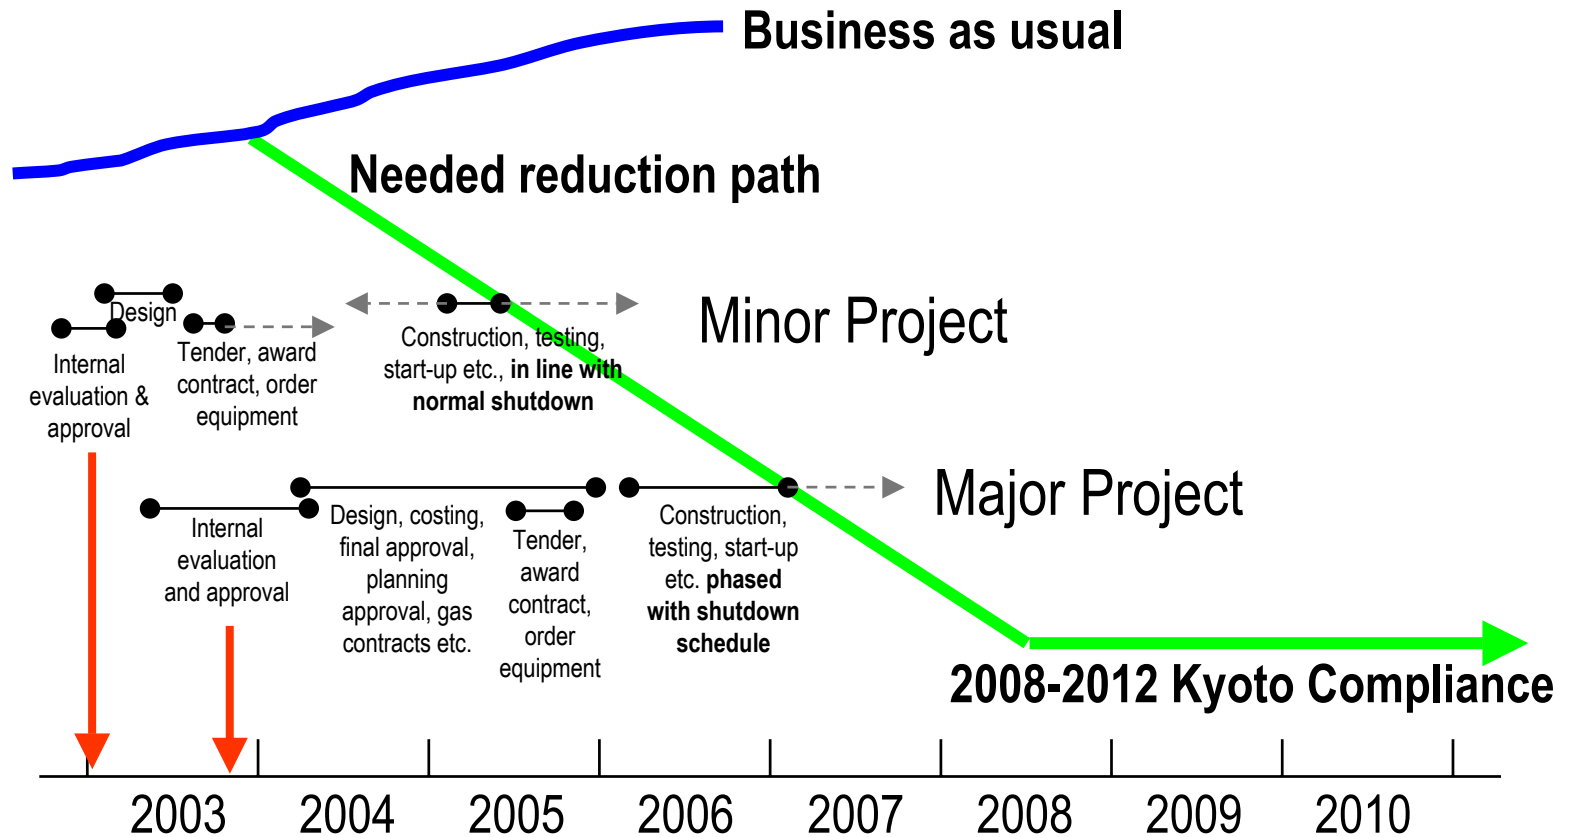 Business as usual
Needed reduction path
Design
Internal
evaluation &
approval
Tender, award
contract, order
equipment
Construction, testing,
start-up etc., in line with
normal shutdown
Minor Project
Internal
evaluation
and approval
Design, costing,
final approval,
planning
approval, gas
contracts etc.
Tender,
award
contract,
order
equipment
Construction,
testing, start-up
etc. phased
with shutdown
schedule
Major Project
2008-2012 Kyoto Compliance
2003 2004 2005 2006 2007 2008 2009 2010